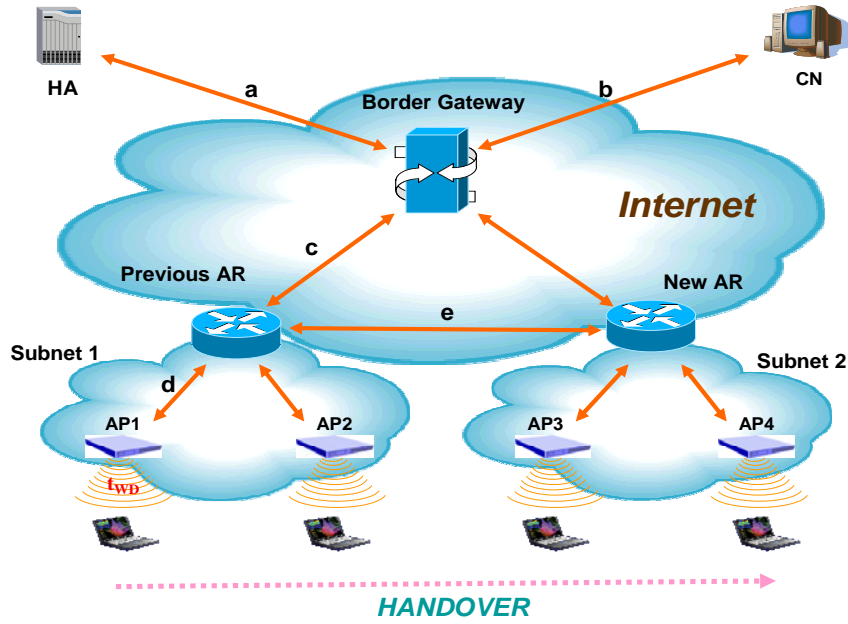 HA
a
b
CN
Border Gateway
Internet
c
Previous AR
New AR
e
Subnet 1
Subnet 2
d
AP1
AP2
AP3
AP4
tWD
HANDOVER